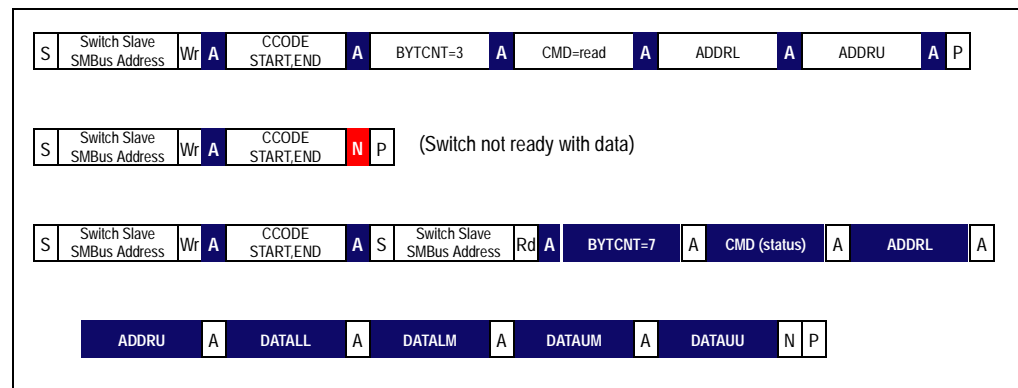 S Switch Slave SMBus Address Wr A CCODE START,END A BYTCNT=3 A CMD=read A ADDRL A ADDRU A P
S Switch Slave SMBus Address Wr A CCODE START,END N P (Switch not ready with data)
S Switch Slave SMBus Address Wr A CCODE START,END A S Switch Slave SMBus Address Rd A BYTCNT=7 A CMD (status) A ADDRL A
ADDRU A DATALL A DATALM A DATAUM A DATAUU N P